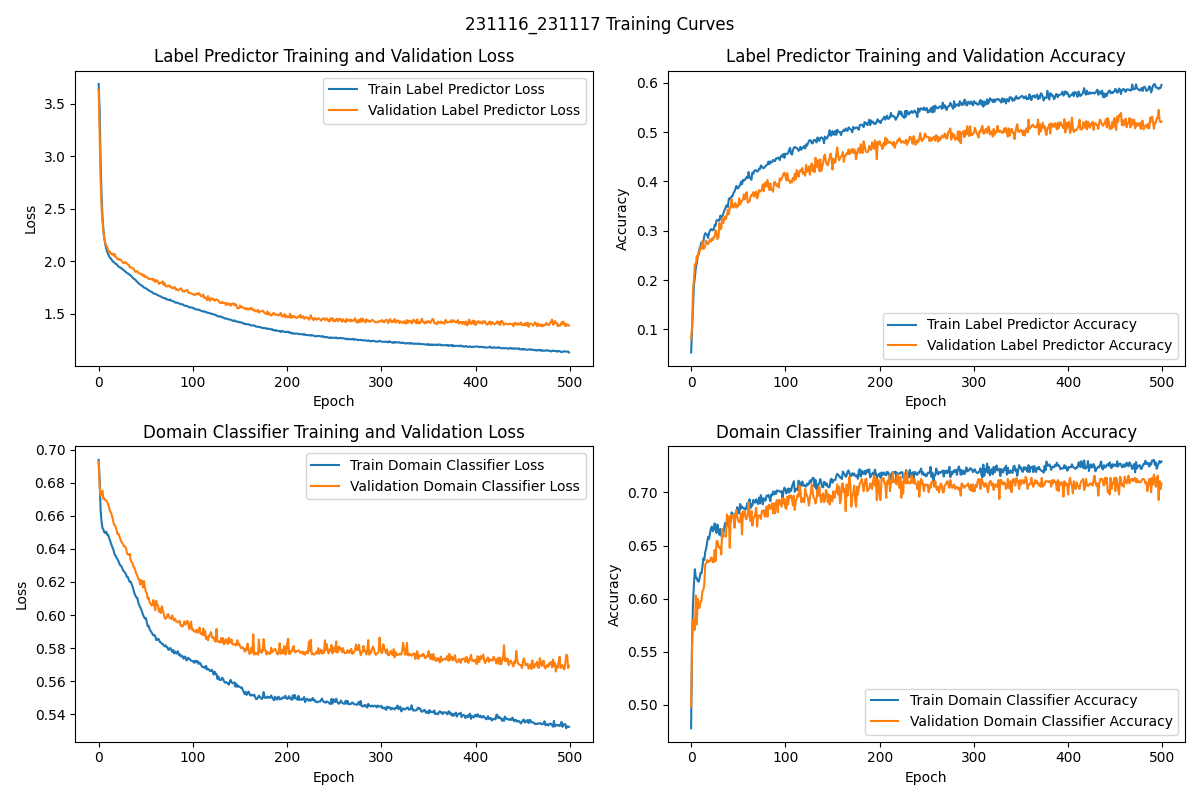 231116_231117 Training Curves
Label Predictor Training and Validation Loss
Train Label Predictor Loss
Validation Label Predictor Loss
3.5
3.0
2.5
2.0
1.5
Loss
0 100 200 300 400 500
Epoch
Label Predictor Training and Validation Accuracy
0.6
0.5
0.4
0.3
0.2
0.1
Accuracy
Train Label Predictor Accuracy
Validation Label Predictor Accuracy
0 100 200 300 400 500
Epoch
Domain Classifier Training and Validation Loss
Train Domain Classifier Loss
Validation Domain Classifier Loss
0.70
0.68
0.66
0.64
0.62
0.60
0.58
0.56
0.54
Loss
0 100 200 300 400 500
Epoch
Domain Classifier Training and Validation Accuracy
0.70
0.65
0.60
0.55
0.50
Accuracy
Train Domain Classifier Accuracy
Validation Domain Classifier Accuracy
0 100 200 300 400 500
Epoch